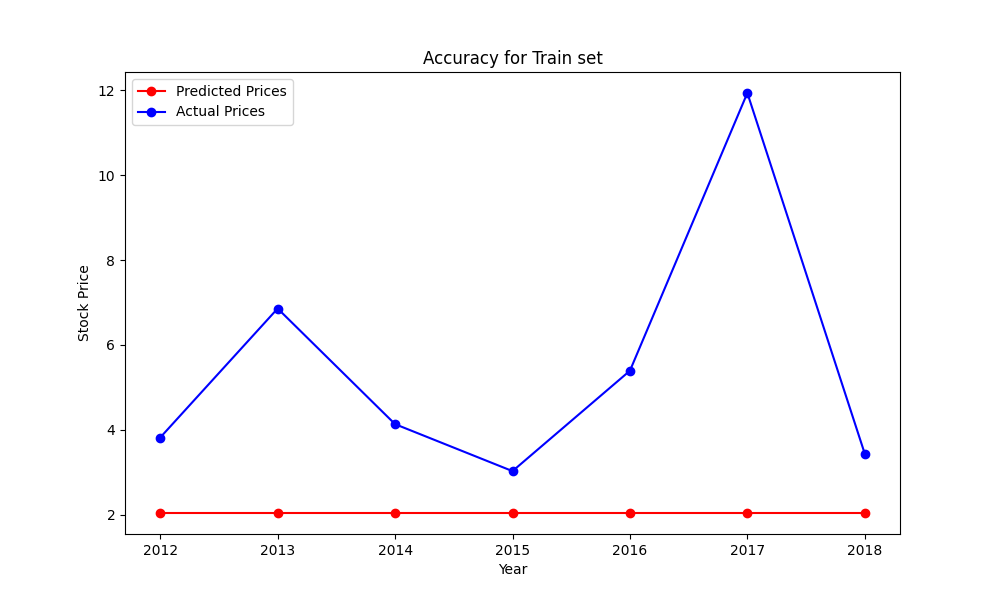 Accuracy for Train set
Predicted Prices
Actual Prices
12
10
8
6
4
2
Stock Price
2012 2013 2014 2015 2016 2017 2018
Year